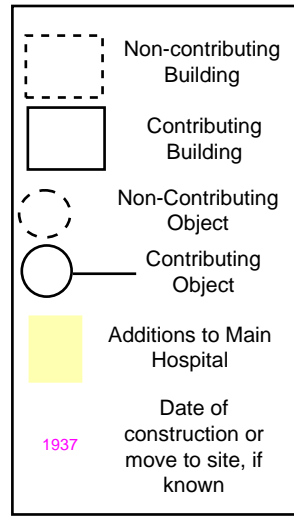 Non-contributing
Building
Contributing
Building
Non-Contributing
Object
Contributing
Object
Additions to Main
Hospital
1937
Date of
construction or
move to site, if
known